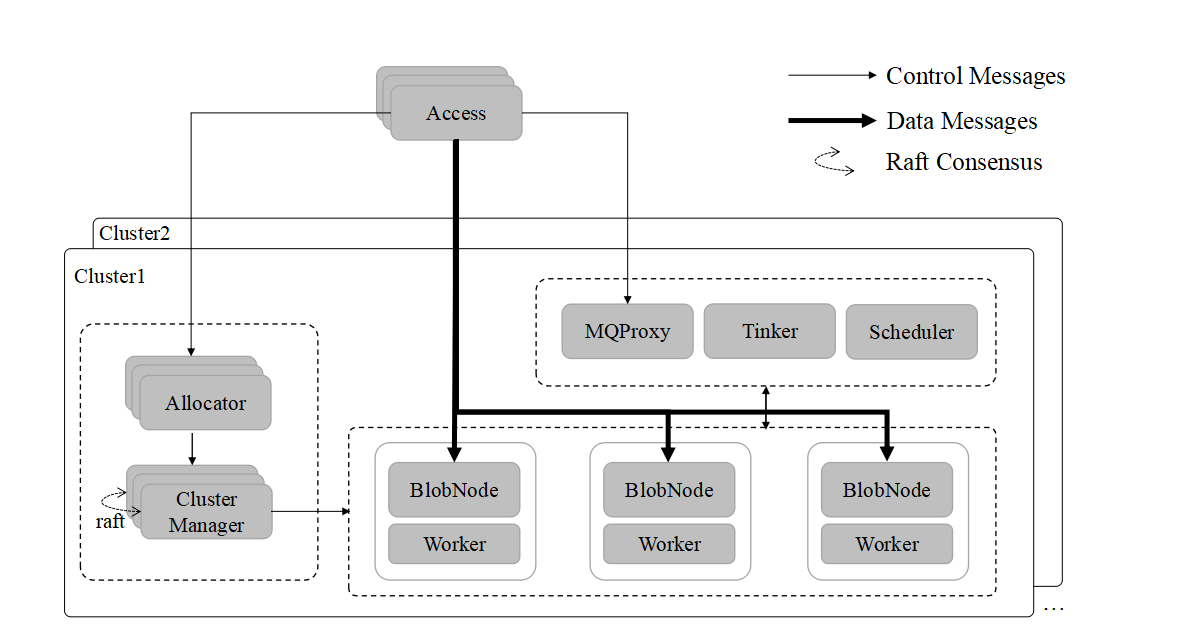 Access
Control Messages
Data Messages
Raft Consensus
Cluster2
Cluster1
MQProxy
Tinker
Scheduler
Allocator
Cluster
Manager
raft
BlobNode
Worker
BlobNode
Worker
BlobNode
Worker
...